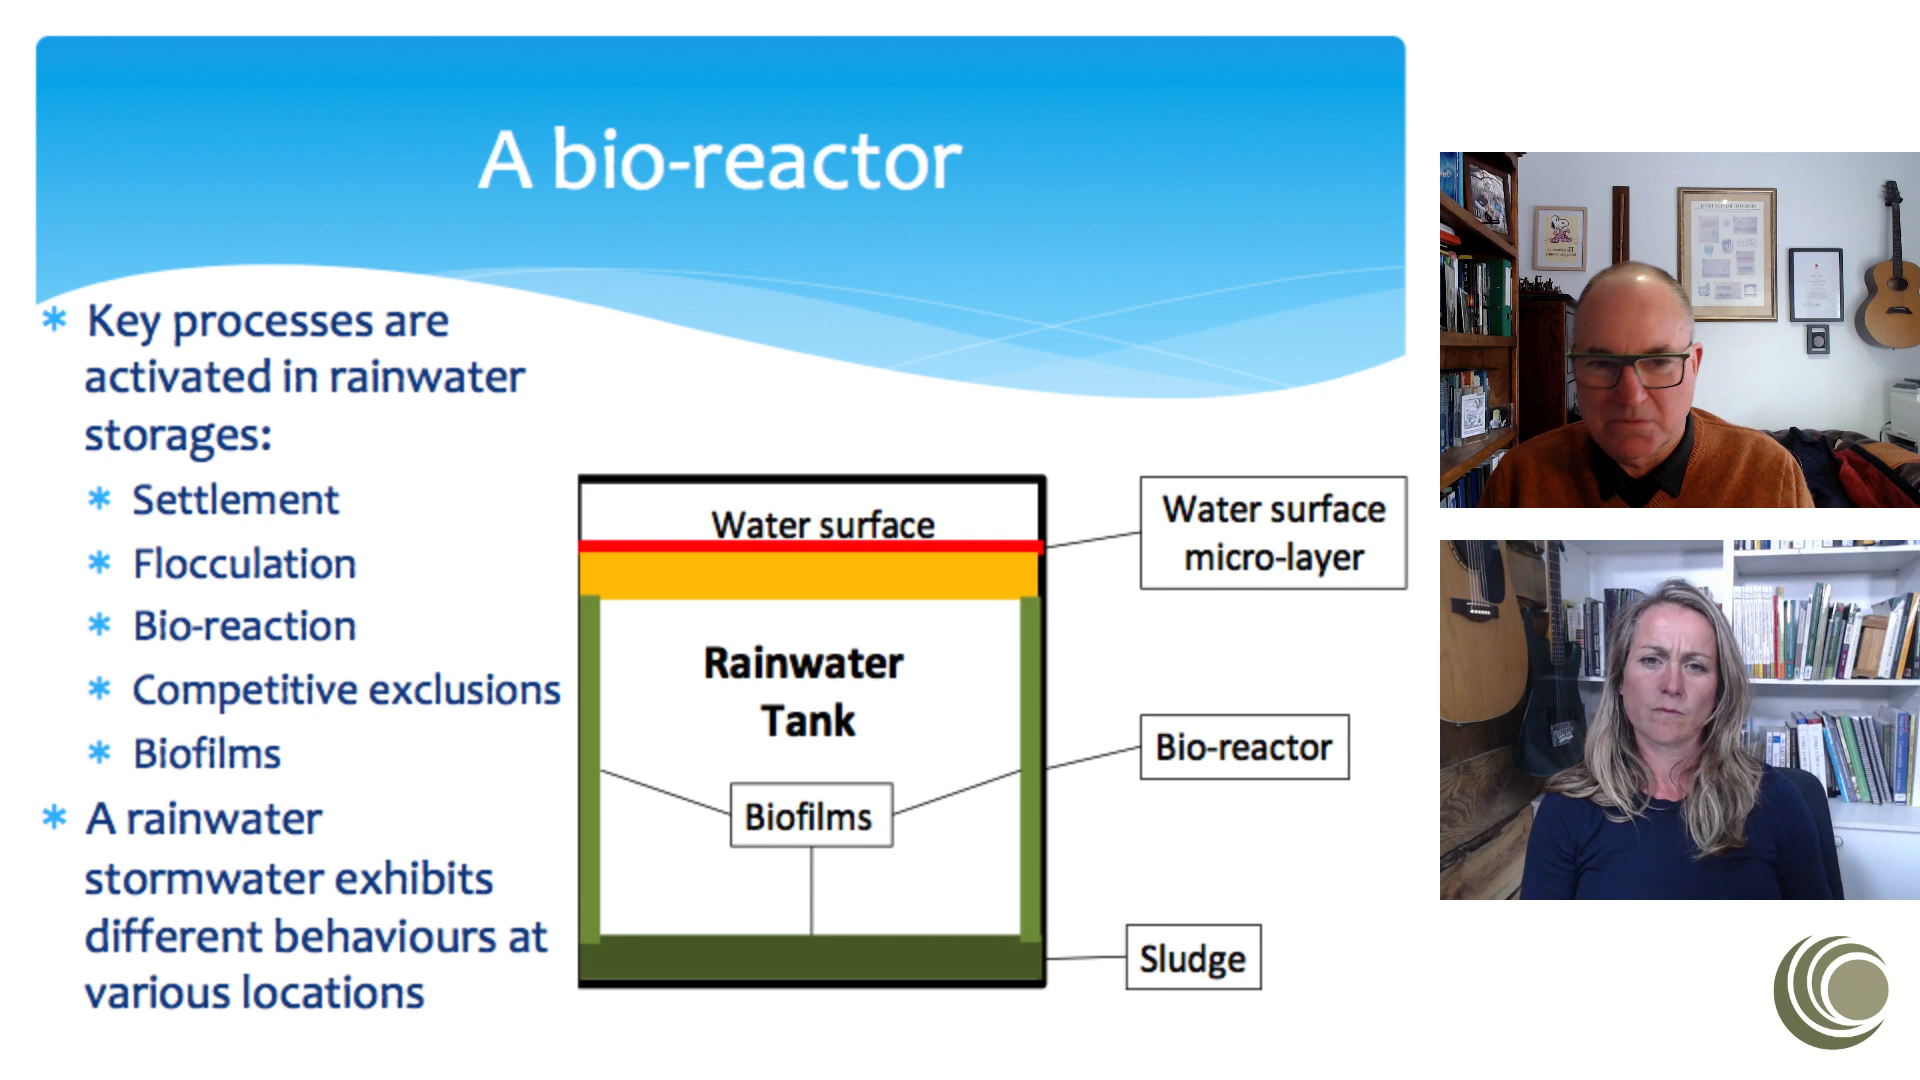 A bio-reactor
Key processes are
activated in rainwater
storages:
Settlement
Flocculation
Bio-reaction
Competitive exclusions
Biofilms
A rainwater
stormwater exhibits
different behaviours at
various locations
Water surface
Rainwater
Tank
Biofilms
Water surface
micro-layer
Bio-reactor
Sludge